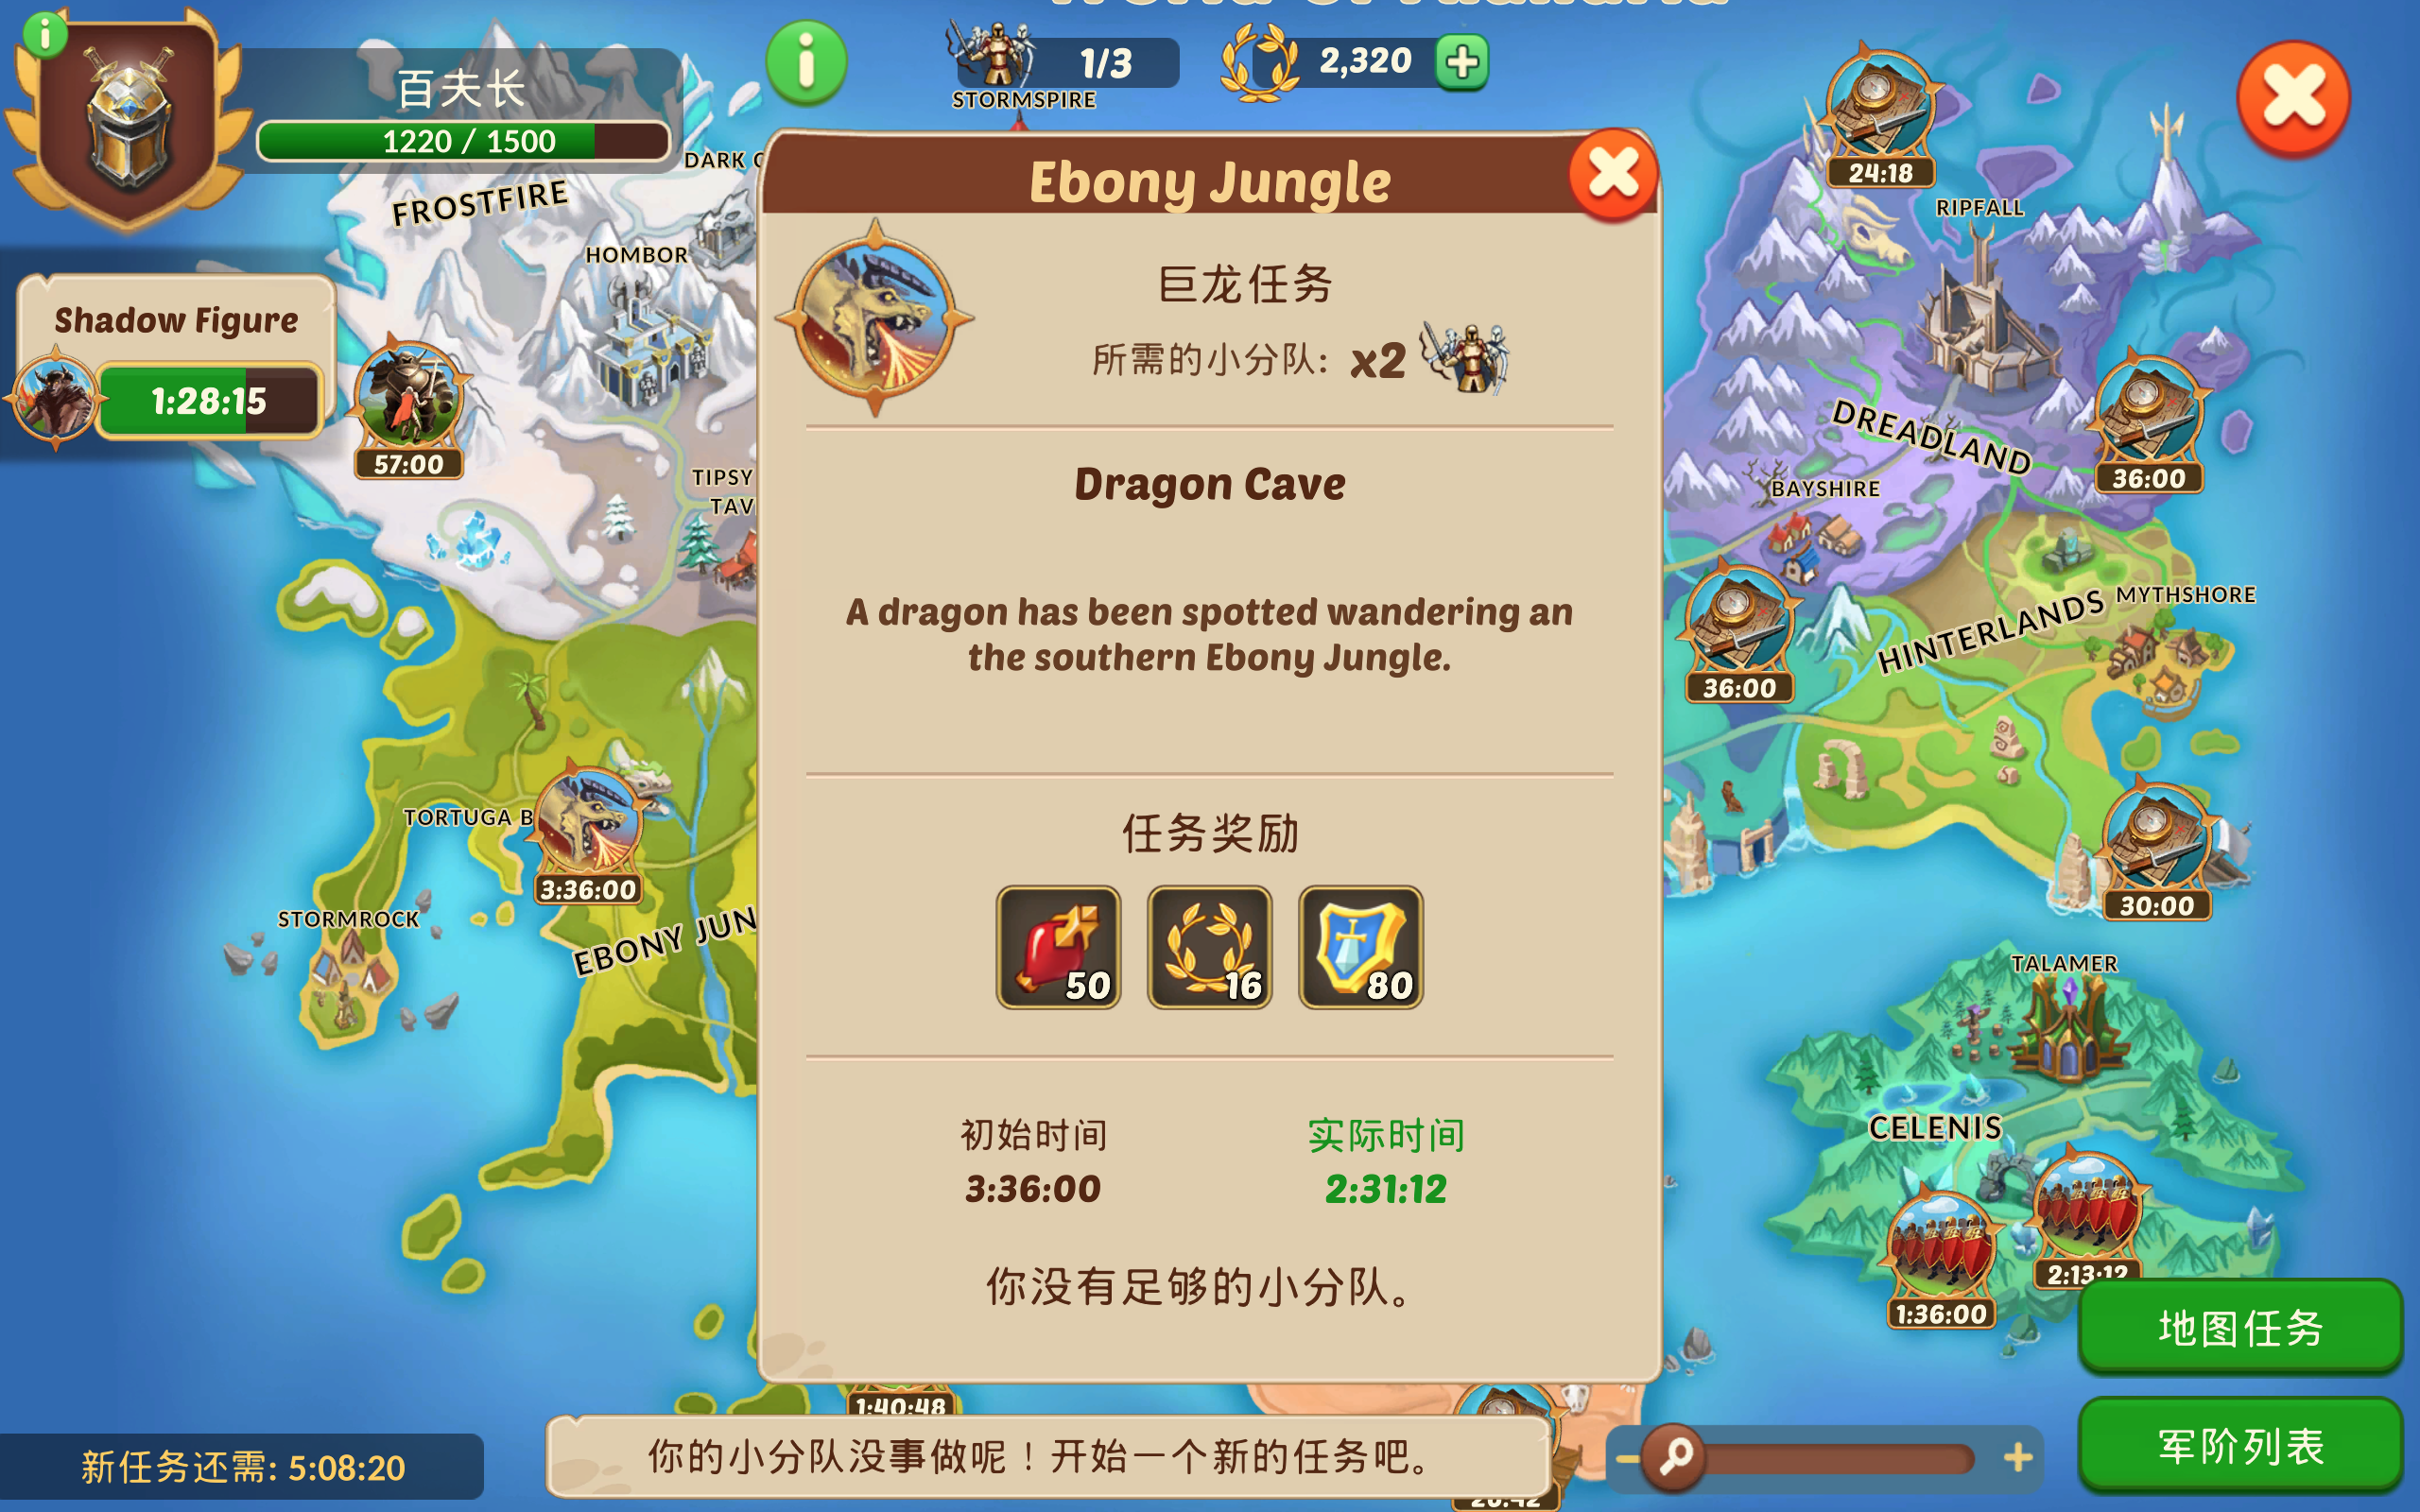 百夫长
1220 / 1500
1/3
2,320
STORMSPIRE
24:18
RIPFALL
DARK
FROSTFIRE
HOMBOR
Shadow Figure
1:28:15
57:00
TIPSY
TAV
Ebony Jungle
巨龙任务
所需的小分队: x2
Dragon Cave
A dragon has been spotted wandering an
the southern Ebony Jungle.
任务奖励
50
16
80
初始时间
实际时间
3:36:00
2:31:12
你没有足够的小分队。
DREADLAND
36:00
BAYSHIRE
36:00
HINTERLANDS
MYTHSHORE
30:00
TORTUGA B
3:36:00
STORMROCK
EBONY JUN
TALAMER
CELENIS
2:13:12
1:36:00
1:40:48
地图任务
军阶列表
新任务还需: 5:08:20
你的小分队没事做呢！开始一个新的任务吧。